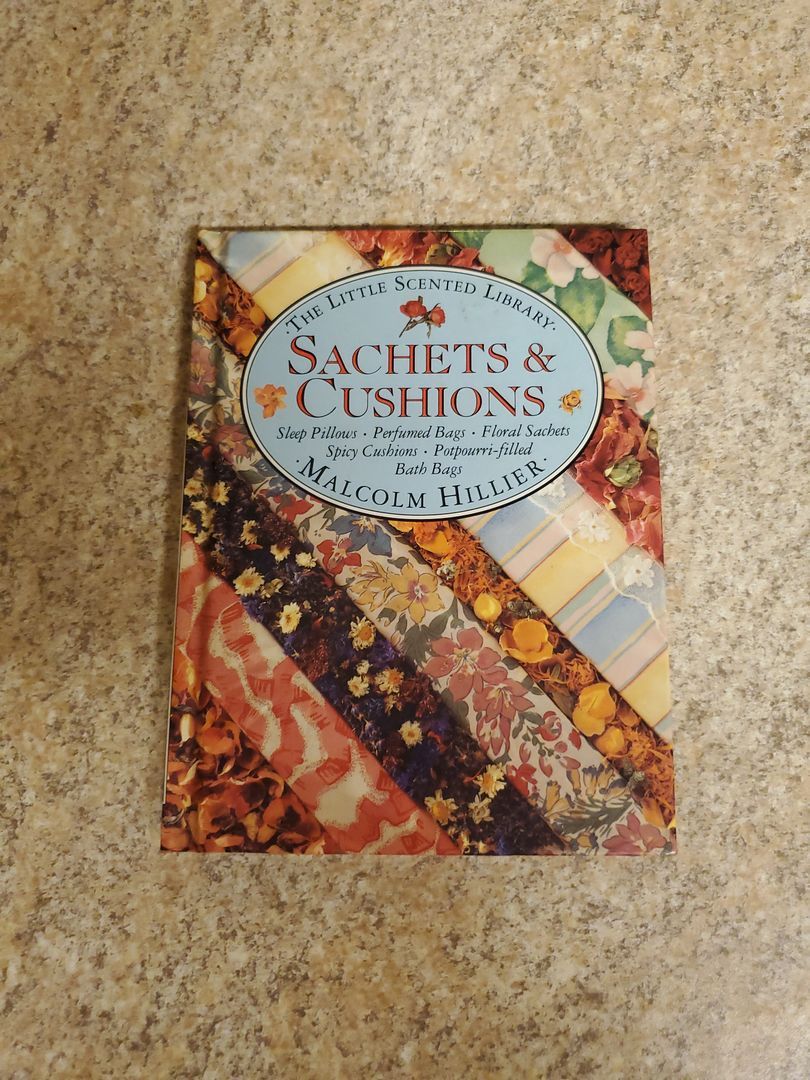 · THE LITTLE SCENTED LIBRARY ·
SACHETS &
CUSHIONS
Sleep Pillows · Perfumed Bags · Floral Sachets
Spicy Cushions · Potpourri-filled
Bath Bags
· MALCOLM HILLIER ·